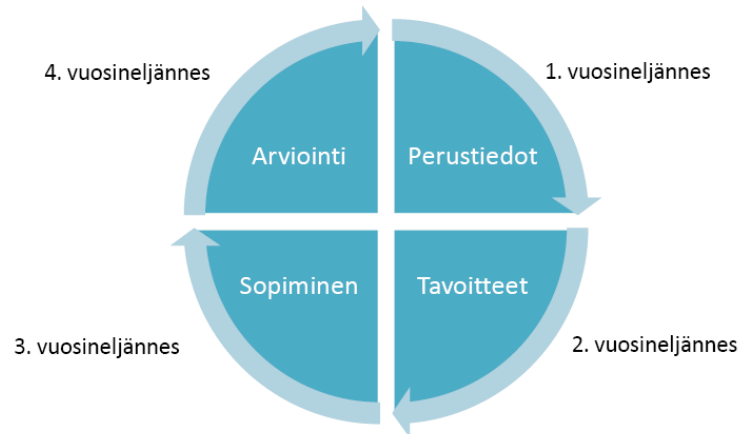 4. vuosineljännes
1. vuosineljännes
Arviointi
Perustiedot
Sopiminen
Tavoitteet
3. vuosineljännes
2. vuosineljännes